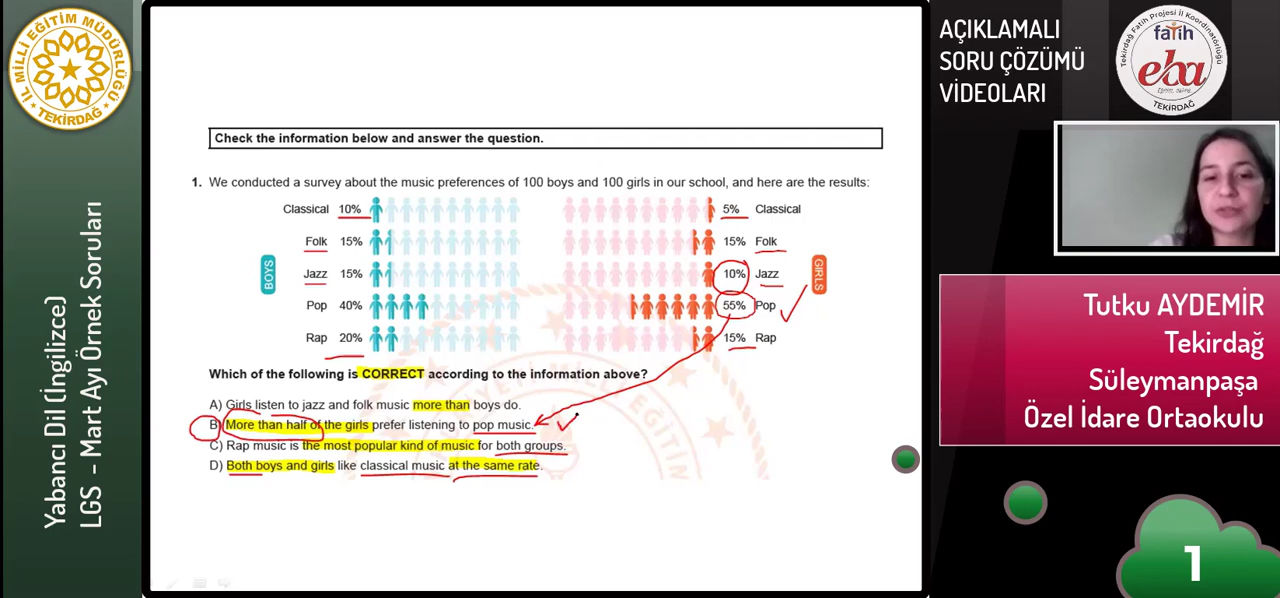 İL MİLLİ EĞİTİM MÜDÜRLÜĞÜ
TEKİRDAĞ
Yabancı Dil (İngilizce)
LGS - Mart Ayı Örnek Soruları
Check the information below and answer the question.
1. We conducted a survey about the music preferences of 100 boys and 100 girls in our school, and here are the results:
Classical 10% 5% Classical
Folk 15% 15% Folk
BOYS
Jazz 15% 10% Jazz
GIRLS
Pop 40% 55% Pop
Rap 20% 15% Rap
Which of the following is CORRECT according to the information above?
A) Girls listen to jazz and folk music more than boys do.
B) More than half of the girls prefer listening to pop music.
C) Rap music is the most popular kind of music for both groups.
D) Both boys and girls like classical music at the same rate.
AÇIKLAMALI
SORU ÇÖZÜMÜ
VİDEOLARI
Tekirdağ Fatih Projesi İl Koordinatörlüğü
fatih
eba
TEKİRDAĞ
Tutku AYDEMİR
Tekirdağ
Süleymanpaşa
Özel İdare Ortaokulu
1